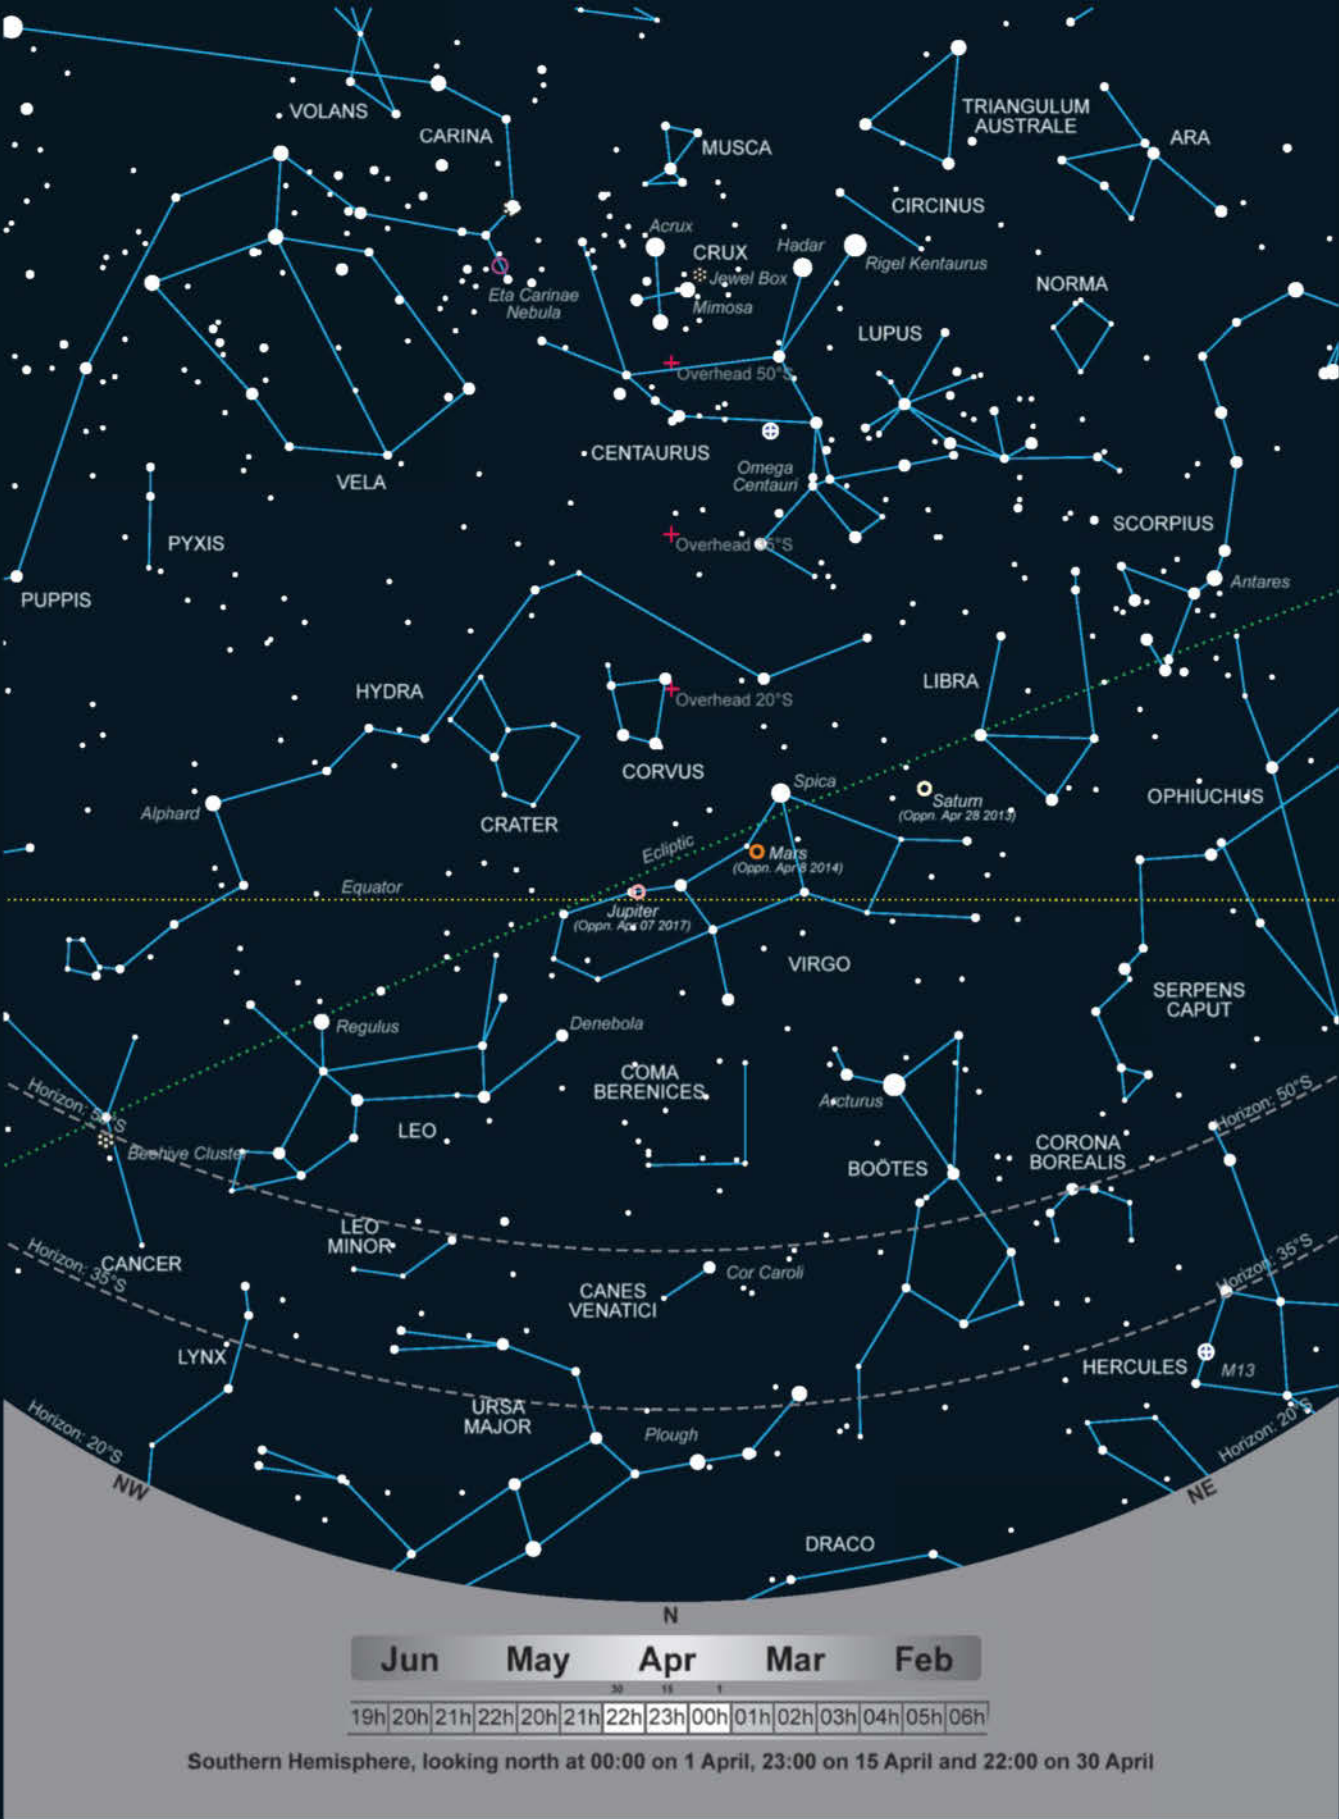 VOLANS
CARINA
MUSCA
TRIANGULUM
AUSTRALE
ARA
CIRCINUS
Acrux
CRUX
Hadar
Rigel Kentaurus
Jewel Box
Mimosa
NORMA
Eta Carinae
Nebula
LUPUS
Overhead 50°S
CENTAURUS
Omega
Centauri
VELA
SCORPIUS
PYXIS
Overhead 35°S
Antares
PUPPIS
HYDRA
LIBRA
Overhead 20°S
CORVUS
Spica
Alphard
CRATER
Saturn
(Oppn. Apr 28 2013)
OPHIUCHUS
Ecliptic
Mars
(Oppn. Apr 8 2014)
Equator
Jupiter
(Oppn. Apr 07 2017)
VIRGO
SERPENS
CAPUT
Regulus
Denebola
COMA
BERENICES
Arcturus
Horizon: 50°S
Horizon: 50°S
Beehive Cluster
LEO
BOÖTES
CORONA
BOREALIS
LEO
MINOR
Horizon: 35°S
CANCER
Horizon: 35°S
CANES
VENATICI
Cor Caroli
LYNX
HERCULES
M13
URSA
MAJOR
Plough
Horizon: 20°S
Horizon: 20°S
NW
NE
DRACO
N
Jun May Apr Mar Feb
30 15 1
19h 20h 21h 22h 20h 21h 22h 23h 00h 01h 02h 03h 04h 05h 06h
Southern Hemisphere, looking north at 00:00 on 1 April, 23:00 on 15 April and 22:00 on 30 April